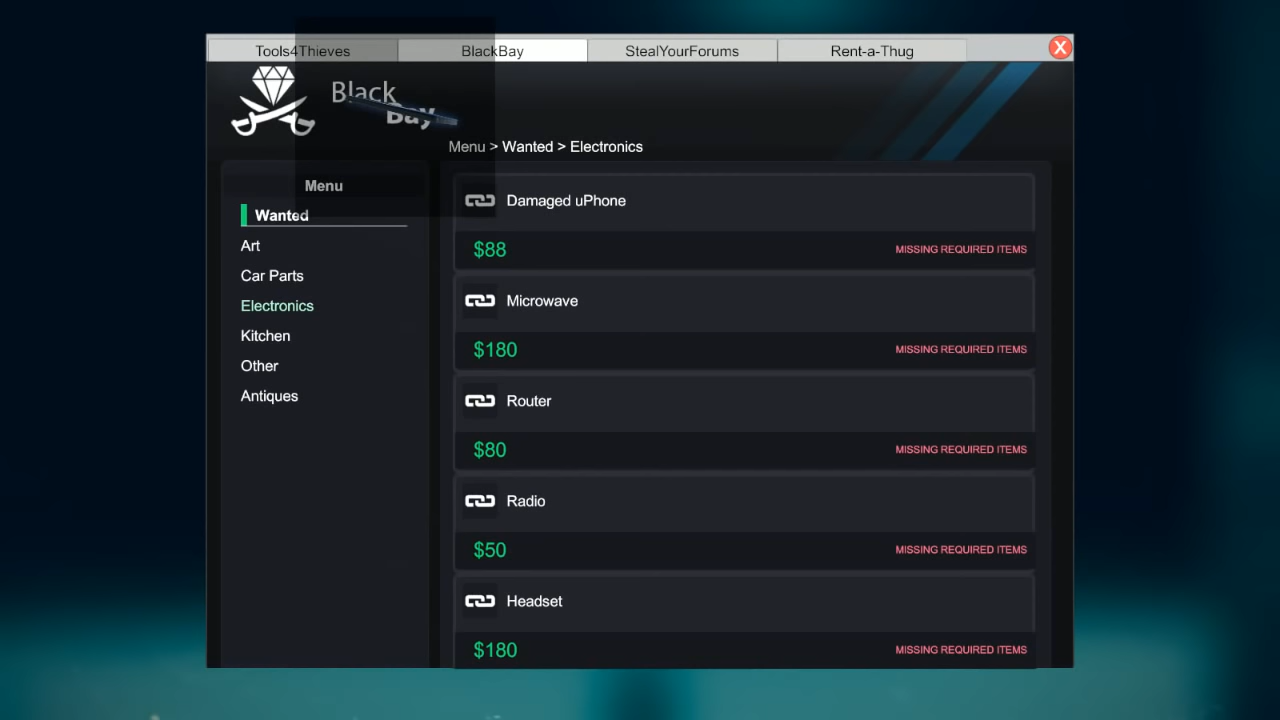 Tools4Thieves BlackBay StealYourForums Rent-a-Thug X
Black
Bay
Menu > Wanted > Electronics
Menu
Wanted
Art
Car Parts
Electronics
Kitchen
Other
Antiques
Damaged uPhone
$88 MISSING REQUIRED ITEMS
Microwave
$180 MISSING REQUIRED ITEMS
Router
$80 MISSING REQUIRED ITEMS
Radio
$50 MISSING REQUIRED ITEMS
Headset
$180 MISSING REQUIRED ITEMS